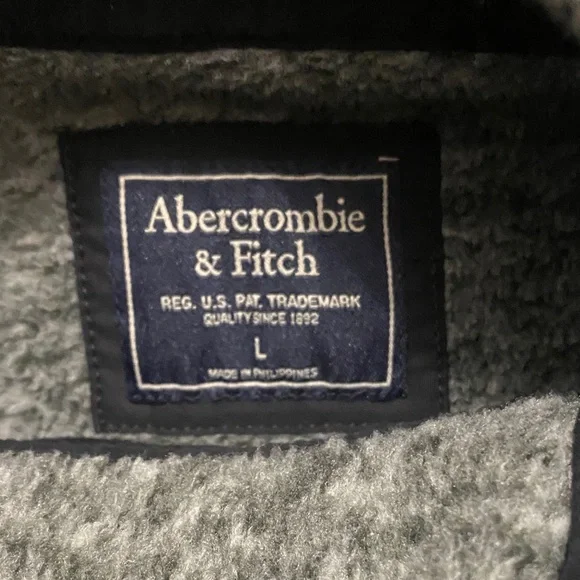 Abercrombie
& Fitch
REG. U.S. PAT. TRADEMARK
QUALITY SINCE 1892
L
MADE IN PHILIPPINES